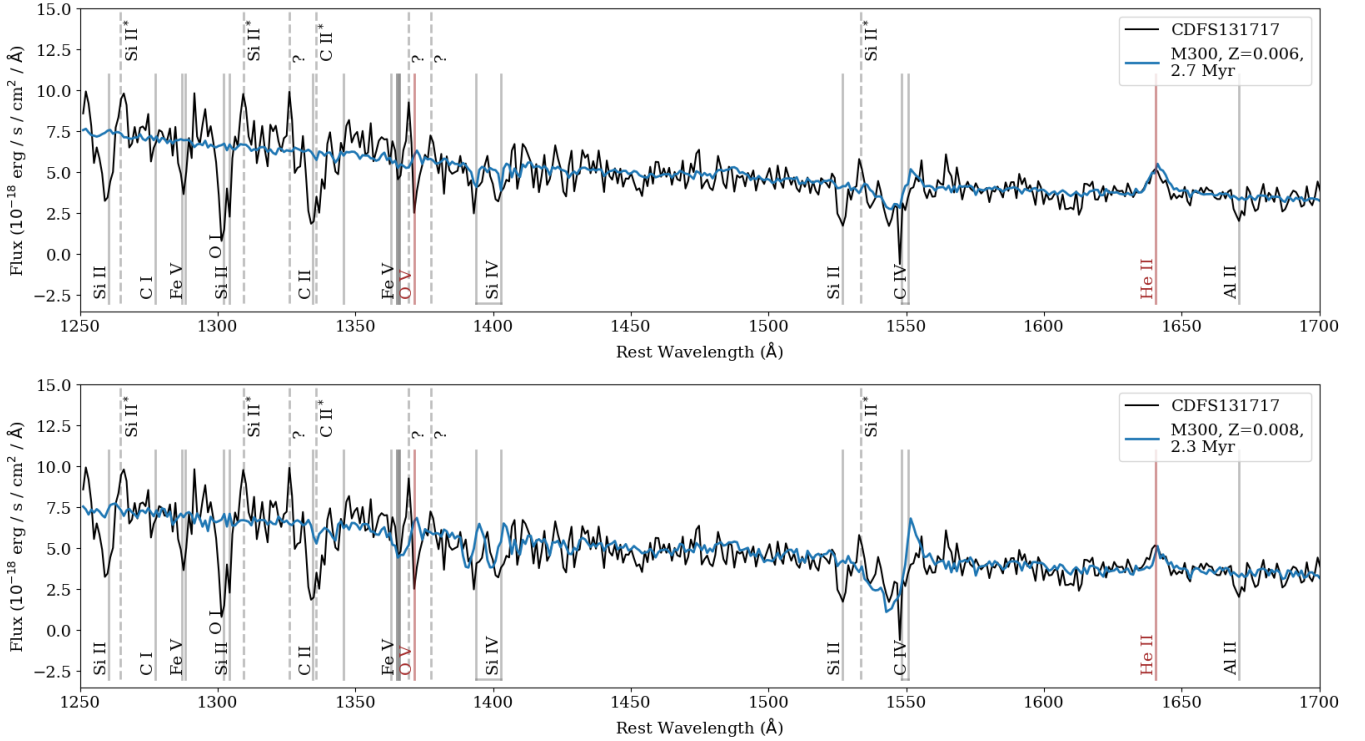 15.0
12.5
10.0
7.5
5.0
2.5
0.0
−2.5
Flux (10⁻¹⁸ erg / s / cm² / Å)
Si II*
Si II*
?
C II*
?
?
Si II*
CDFS131717
M300, Z=0.006,
2.7 Myr
Si II
C I
Fe V
Si II O I
C II
Fe V
O V
Si IV
Si II
C IV
He II
Al II
1250 1300 1350 1400 1450 1500 1550 1600 1650 1700
Rest Wavelength (Å)
15.0
12.5
10.0
7.5
5.0
2.5
0.0
−2.5
Flux (10⁻¹⁸ erg / s / cm² / Å)
Si II*
Si II*
?
C II*
?
?
Si II*
CDFS131717
M300, Z=0.008,
2.3 Myr
Si II
C I
Fe V
Si II O I
C II
Fe V
O V
Si IV
Si II
C IV
He II
Al II
1250 1300 1350 1400 1450 1500 1550 1600 1650 1700
Rest Wavelength (Å)